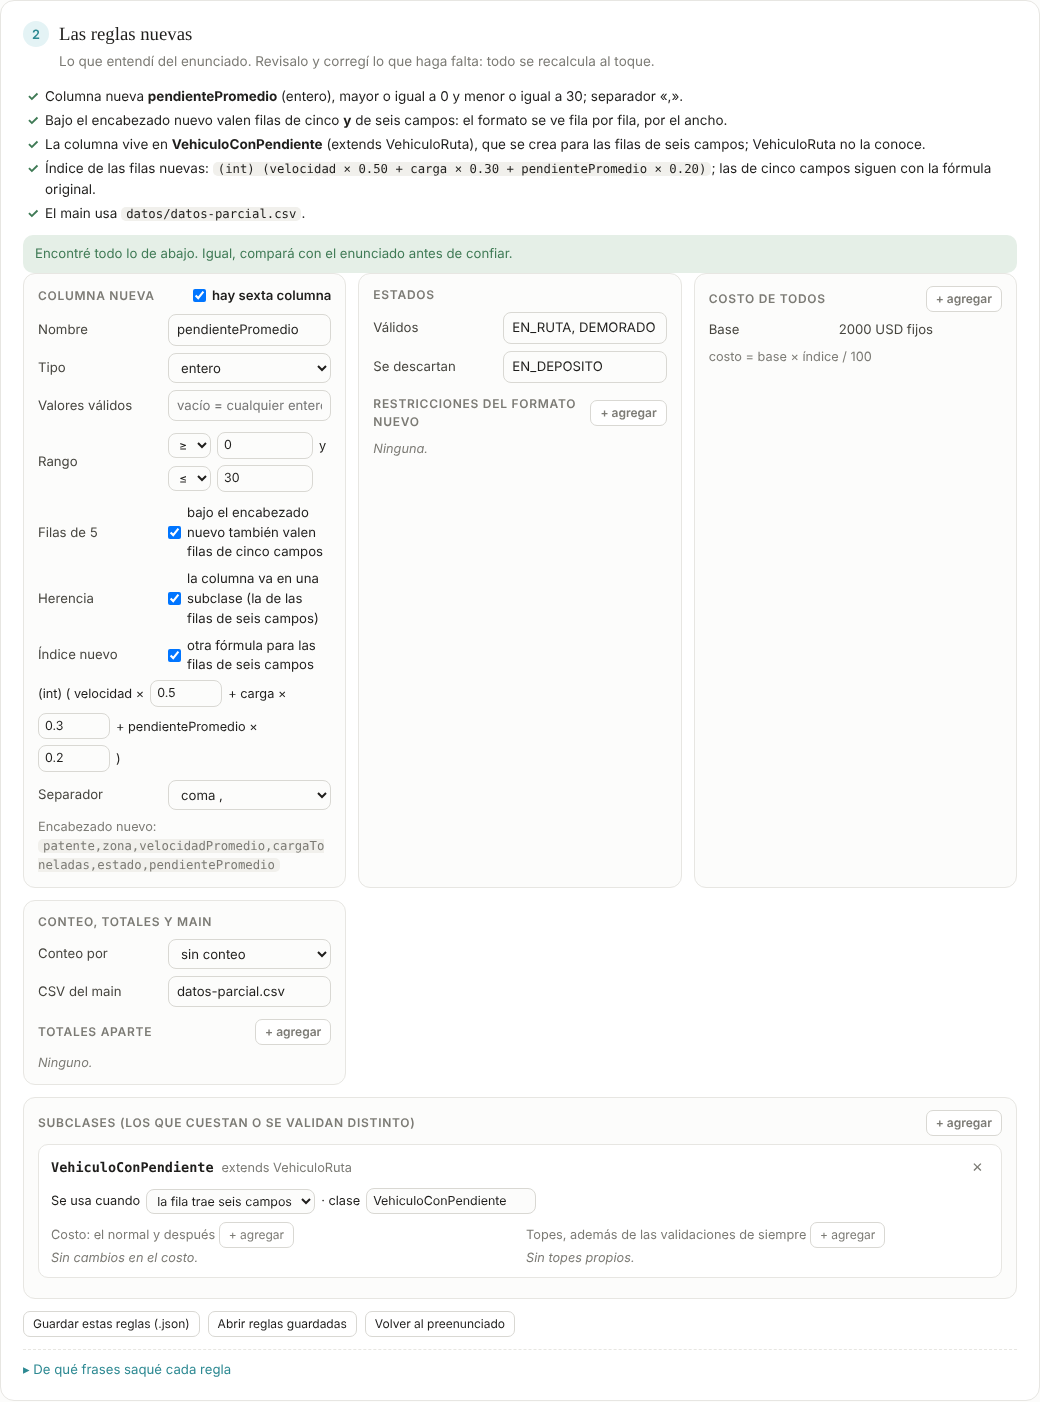 2 Las reglas nuevas
Lo que entendí del enunciado. Revisalo y corregí lo que haga falta: todo se recalcula al toque.
✓ Columna nueva pendientePromedio (entero), mayor o igual a 0 y menor o igual a 30; separador «,».
✓ Bajo el encabezado nuevo valen filas de cinco y de seis campos: el formato se ve fila por fila, por el ancho.
✓ La columna vive en VehiculoConPendiente (extends VehiculoRuta), que se crea para las filas de seis campos; VehiculoRuta no la conoce.
✓ Índice de las filas nuevas: (int) (velocidad × 0.50 + carga × 0.30 + pendientePromedio × 0.20) ; las de cinco campos siguen con la fórmula
original.
✓ El main usa datos/datos-parcial.csv .
Encontré todo lo de abajo. Igual, compará con el enunciado antes de confiar.
COLUMNA NUEVA hay sexta columna
Nombre pendientePromedio
Tipo entero
Valores válidos vacío = cualquier enter
Rango ≥ 0 y
≤ 30
Filas de 5 bajo el encabezado
nuevo también valen
filas de cinco campos
Herencia la columna va en una
subclase (la de las
filas de seis campos)
Índice nuevo otra fórmula para las
filas de seis campos
(int) ( velocidad × 0.5 + carga ×
0.3 + pendientePromedio ×
0.2 )
Separador coma ,
Encabezado nuevo:
patente,zona,velocidadPromedio,cargaTo
neladas,estado,pendientePromedio
ESTADOS
Válidos EN_RUTA, DEMORADO
Se descartan EN_DEPOSITO
RESTRICCIONES DEL FORMATO
NUEVO + agregar
Ninguna.
COSTO DE TODOS + agregar
Base 2000 USD fijos
costo = base × índice / 100
CONTEO, TOTALES Y MAIN
Conteo por sin conteo
CSV del main datos-parcial.csv
TOTALES APARTE + agregar
Ninguno.
SUBCLASES (LOS QUE CUESTAN O SE VALIDAN DISTINTO) + agregar
VehiculoConPendiente extends VehiculoRuta ×
Se usa cuando la fila trae seis campos · clase VehiculoConPendiente
Costo: el normal y después + agregar
Sin cambios en el costo.
Topes, además de las validaciones de siempre + agregar
Sin topes propios.
Guardar estas reglas (.json) Abrir reglas guardadas Volver al preenunciado
▸ De qué frases saqué cada regla